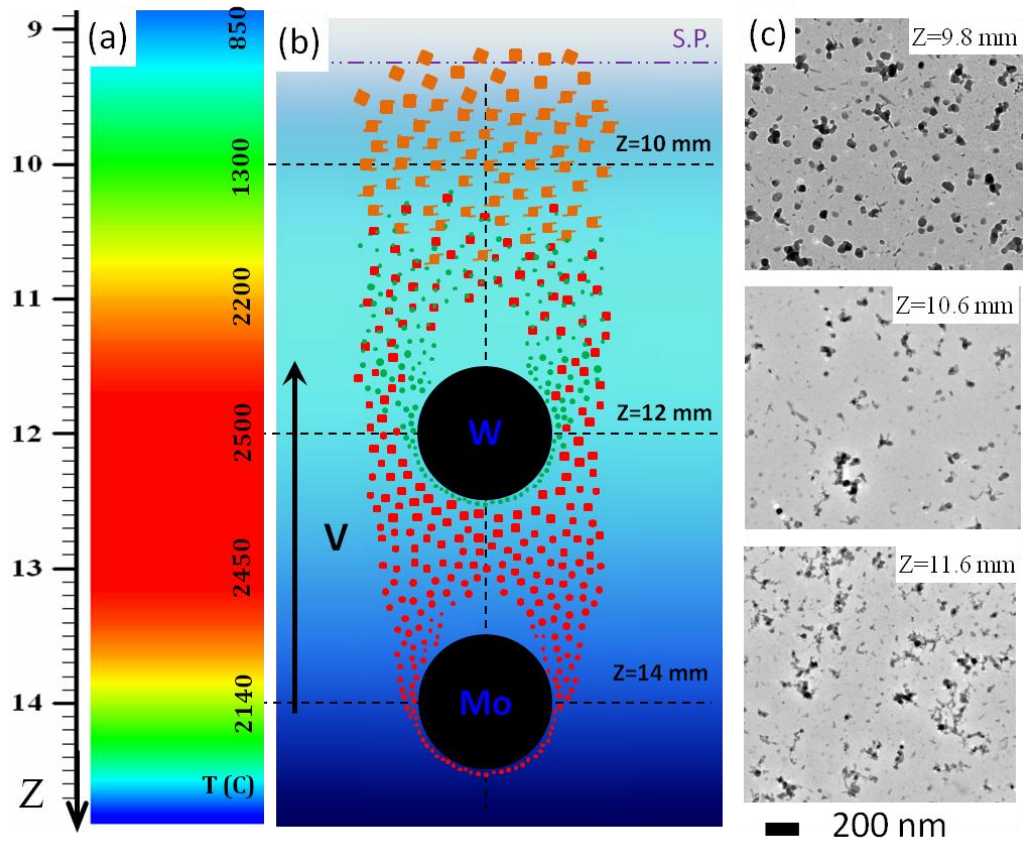 (a)
(b)
(c)
9
10
11
12
13
14
Z
850
1300
2200
2500
2450
2140
T (C)
S.P.
Z=10 mm
Z=12 mm
Z=14 mm
W
V
Mo
Z=9.8 mm
Z=10.6 mm
Z=11.6 mm
200 nm